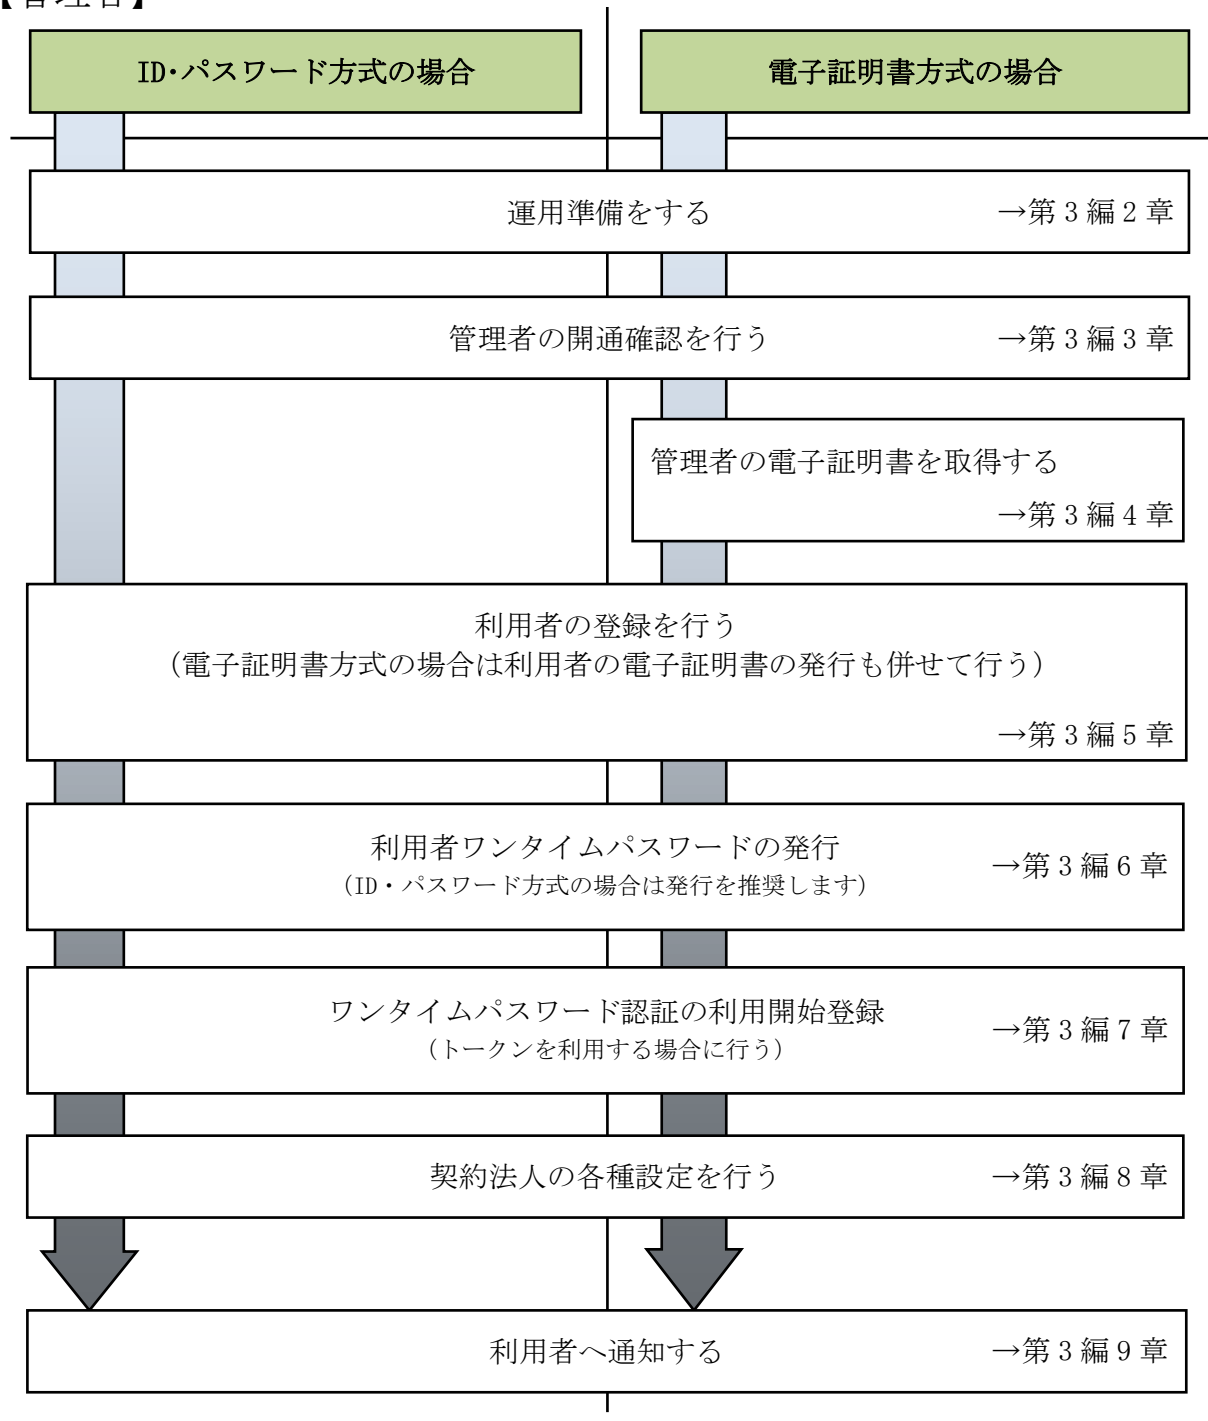 【管理者】
ID・パスワード方式の場合
電子証明書方式の場合
運用準備をする →第３編２章
管理者の開通確認を行う →第３編３章
管理者の電子証明書を取得する
→第３編４章
利用者の登録を行う
（電子証明書方式の場合は利用者の電子証明書の発行も併せて行う）
→第３編５章
利用者ワンタイムパスワードの発行
（ID・パスワード方式の場合は発行を推奨します）
→第３編６章
ワンタイムパスワード認証の利用開始登録
（トークンを利用する場合に行う）
→第３編７章
契約法人の各種設定を行う →第３編８章
利用者へ通知する →第３編９章